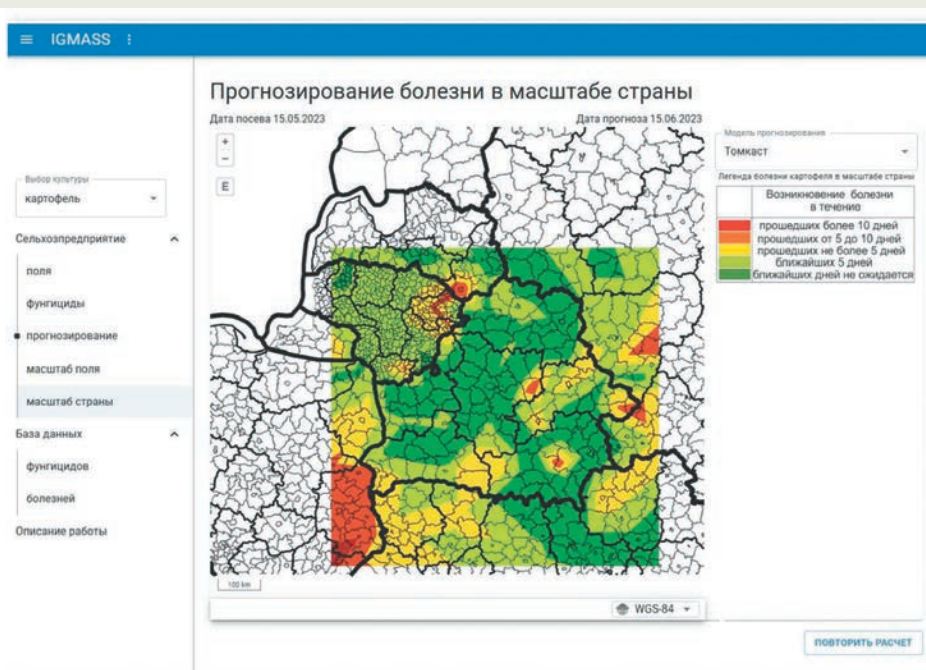 IGMASS
Прогнозирование болезни в масштабе страны
Дата посева 15.05.2023
Дата прогноза 15.06.2023
Выбор культуры
картофель
Сельхозпредприятие
поля
фунгициды
прогнозирование
масштаб поля
масштаб страны
База данных
фунгицидов
болезней
Описание работы
+
−
E
100 km
WGS-84
Модель прогнозирования
Томкаст
Легенда болезни картофеля в масштабе страны
Возникновение болезни
в течение
прошедших более 10 дней
прошедших от 5 до 10 дней
прошедших не более 5 дней
ближайших 5 дней
ближайших дней не ожидается
ПОВТОРИТЬ РАСЧЕТ